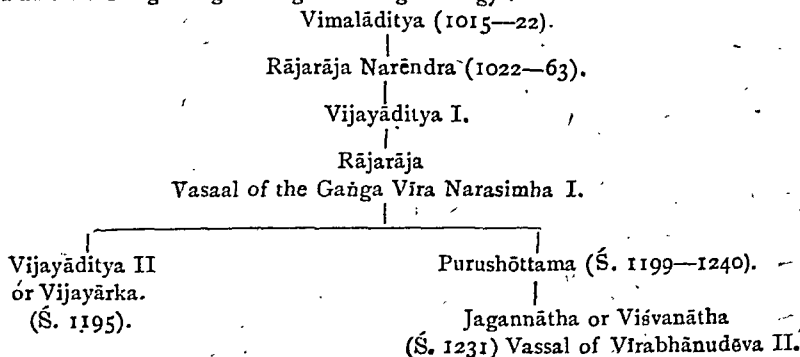 Vimalāditya (1015—22).
Rājarāja Narēndra (1022—63).
Vijayāditya I.
Rājarāja
Vasaal of the Gaṅga Vīra Narasimha I.
Vijayāditya II
ór Vijayārka.
(Ś. 1195).
Purushōttama (Ś. 1199—1240).
Jagannātha or Viśvanātha
(Ś. 1231) Vassal of Vīrabhānudēva II.